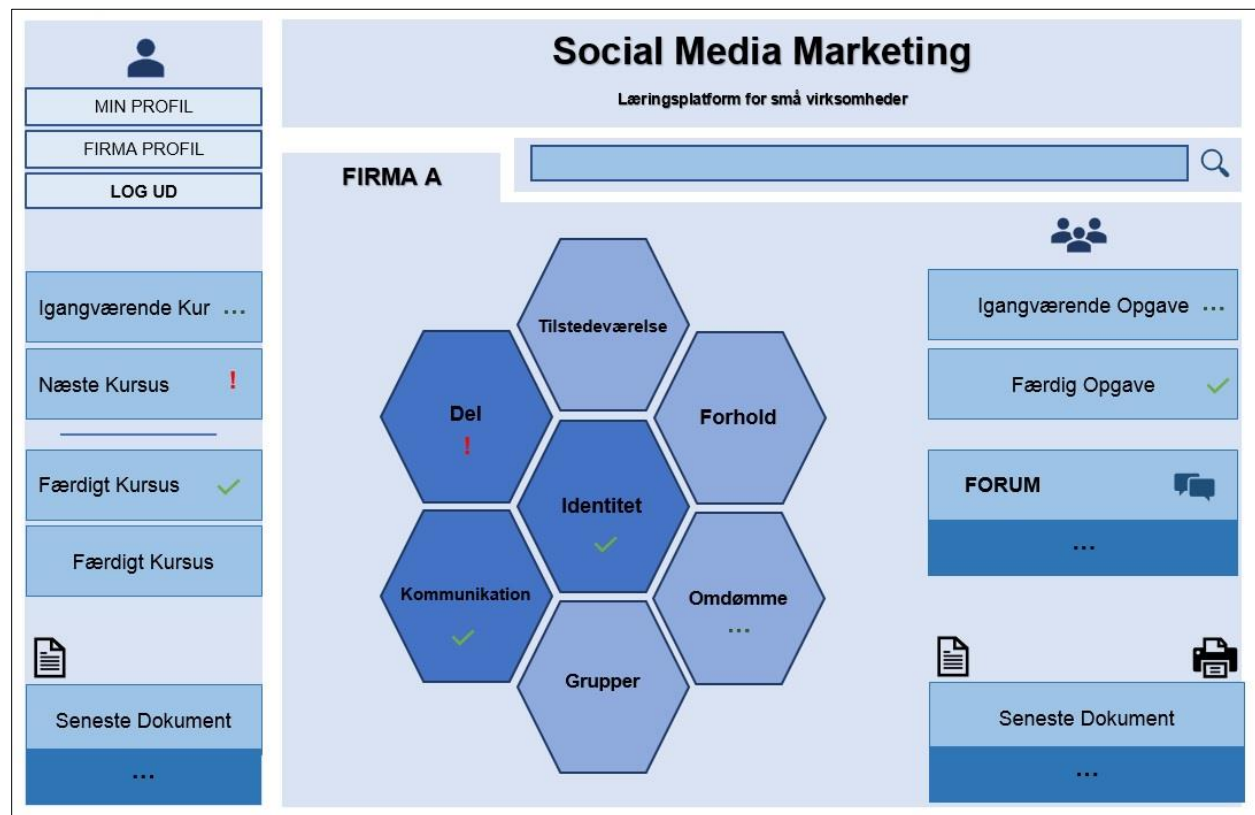 Social Media Marketing
Læringsplatform for små virksomheder
MIN PROFIL
FIRMA PROFIL
LOG UD
Igangværende Kur ...
Næste Kursus !
Færdigt Kursus
Færdigt Kursus
Seneste Dokument
...
FIRMA A
Tilstedeværelse
Del
!
Forhold
Identitet
Kommunikation
Omdømme
...
Grupper
Igangværende Opgave ...
Færdig Opgave
FORUM
...
Seneste Dokument
...